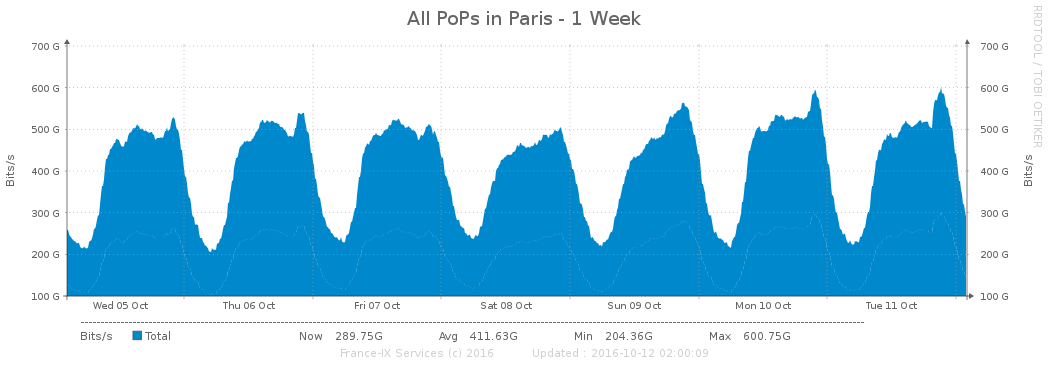 All PoPs in Paris - 1 Week
RRDTOOL / TOBI OETIKER
Bits/s
Bits/s
700 G 700 G
600 G 600 G
500 G 500 G
400 G 400 G
300 G 300 G
200 G 200 G
100 G 100 G
Wed 05 Oct Thu 06 Oct Fri 07 Oct Sat 08 Oct Sun 09 Oct Mon 10 Oct Tue 11 Oct
Bits/s Total Now 289.75G Avg 411.63G Min 204.36G Max 600.75G
France-IX Services (c) 2016 Updated : 2016-10-12 02:00:09